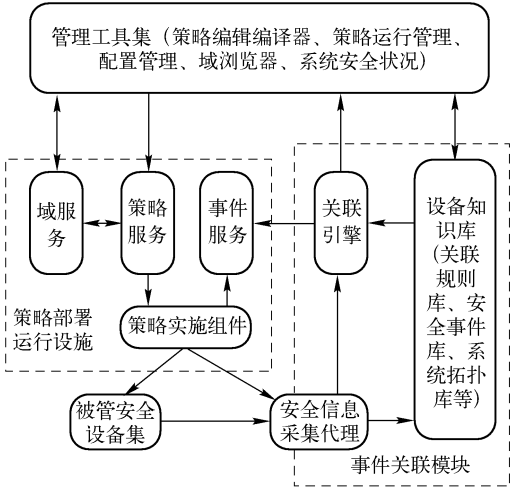 管理工具集（策略编辑编译器、策略运行管理、
配置管理、域浏览器、系统安全状况）
域服
务
策略
服务
事件
服务
关联
引擎
设备知
识库
(关联
规则
库、安
全事件
库、系
统拓扑
库等)
策略部署
运行设施
策略实施组件
被管安全
设备集
安全信息
采集代理
事件关联模块